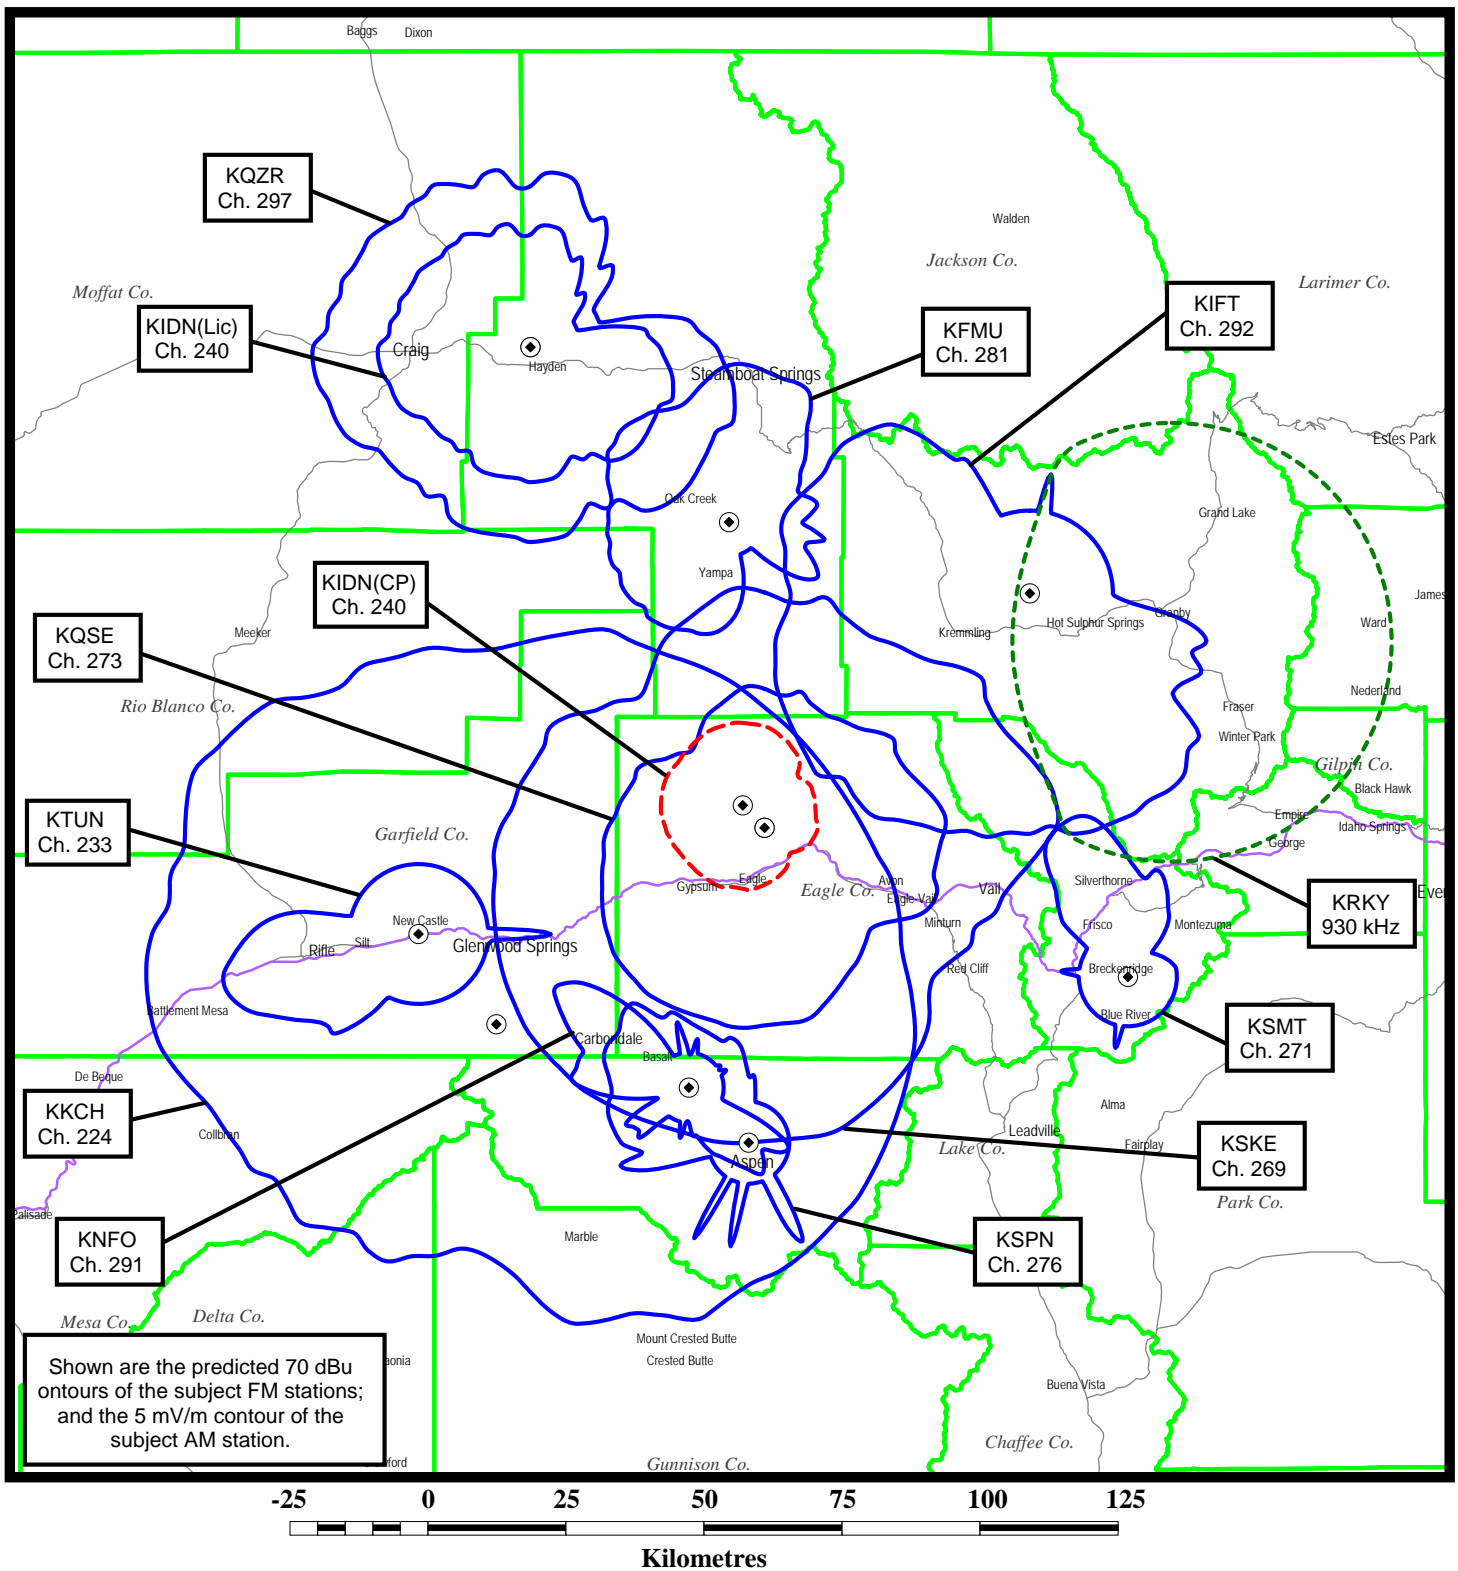 Baggs
Dixon
KQZR
Ch. 297
Walden
Jackson Co.
Larimer Co.
Moffat Co.
KIFT
Ch. 292
KIDN(Lic)
Ch. 240
KFMU
Ch. 281
Craig
Hayden
Steamboat Springs
Estes Park
Oak Creek
Grand Lake
KIDN(CP)
Ch. 240
Yampa
James
KQSE
Ch. 273
Meeker
Kremmling
Hot Sulphur Springs
Granby
Ward
Rio Blanco Co.
Nederland
Fraser
Winter Park
Gilpin Co.
Black Hawk
KTUN
Ch. 233
Garfield Co.
Empire
Idaho Springs
George
Gypsum
Eagle
Eagle Co.
Avon
Eagle-Vail
Vail
Silverthorne
KRKY
930 kHz
Ever
New Castle
Minturn
Frisco
Montezuma
Rifle
Silt
Glenwood Springs
Red Cliff
Breckenridge
Battlement Mesa
Blue River
KSMT
Ch. 271
Carbondale
Basalt
De Beque
KKCH
Ch. 224
Collbran
Alma
Leadville
Fairplay
Lake Co.
KSKE
Ch. 269
Aspen
Park Co.
Palisade
KNFO
Ch. 291
Marble
KSPN
Ch. 276
Mesa Co.
Delta Co.
Mount Crested Butte
Crested Butte
aonia
Shown are the predicted 70 dBu
ontours of the subject FM stations;
and the 5 mV/m contour of the
subject AM station.
Buena Vista
Chaffee Co.
Gunnison Co.
-25 0 25 50 75 100 125
Kilometres